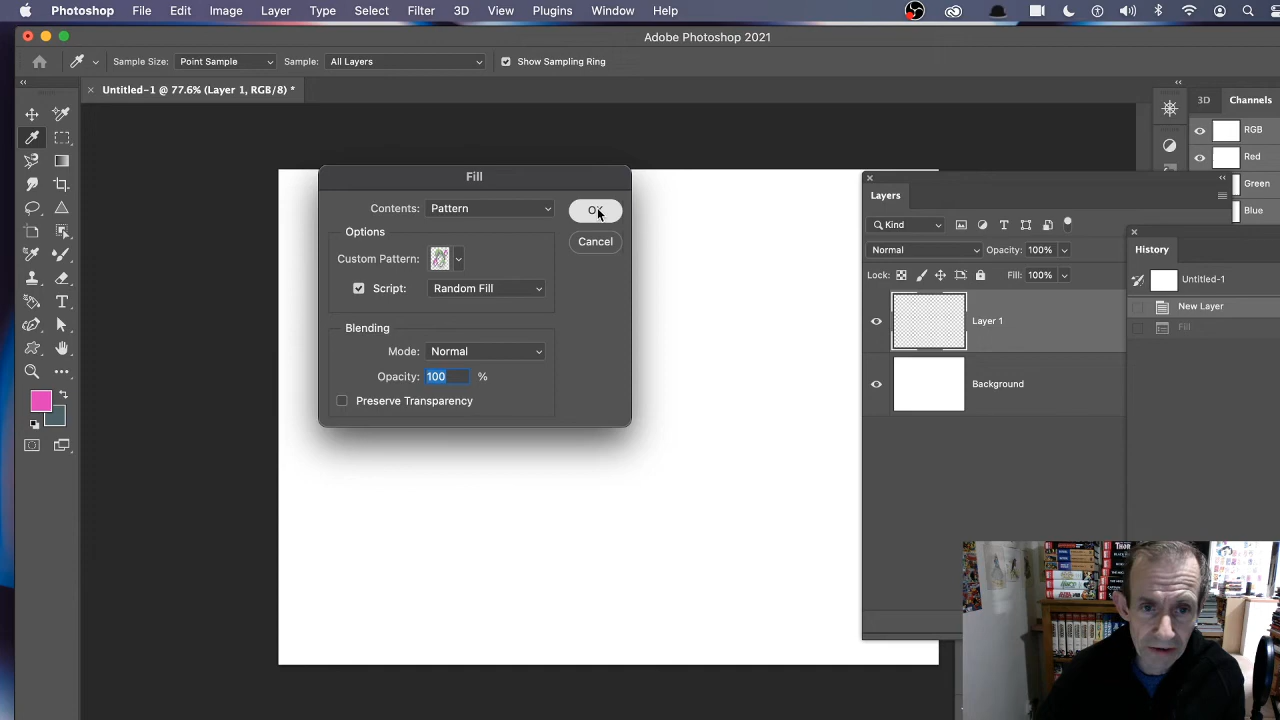 Photoshop File Edit Image Layer Type Select Filter 3D View Plugins Window Help
Adobe Photoshop 2021
Sample Size: Point Sample Sample: All Layers Show Sampling Ring
Untitled-1 @ 77.6% (Layer 1, RGB/8) *
3D Channels
RGB
Red
Green
Blue
Fill
Contents: Pattern
OK
Cancel
Options
Custom Pattern:
Script: Random Fill
Blending
Mode: Normal
Opacity: 100 %
Preserve Transparency
Layers
Kind
Normal Opacity: 100%
Lock: Fill: 100%
Layer 1
Background
History
Untitled-1
New Layer
Fill
THOR